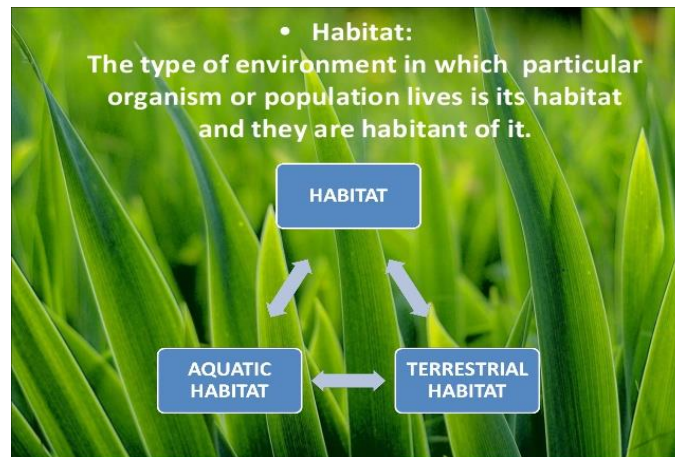 • Habitat:
The type of environment in which particular
organism or population lives is its habitat
and they are habitant of it.
HABITAT
AQUATIC
HABITAT
TERRESTRIAL
HABITAT